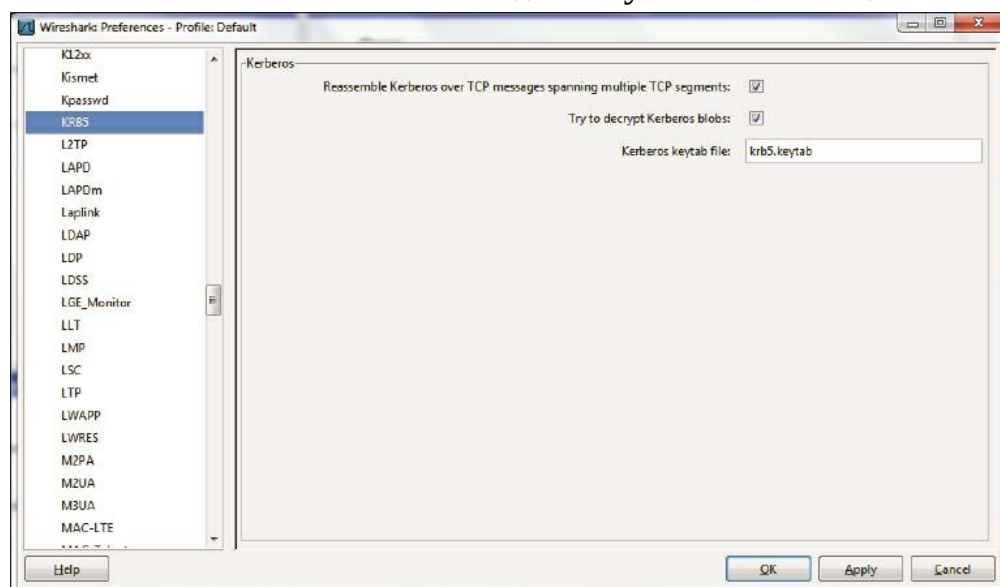 Wireshark: Preferences - Profile: Default
K12xx
Kismet
Kpasswd
KRB5
L2TP
LAPD
LAPDm
Laplink
LDAP
LDP
LDSS
LGE_Monitor
LLT
LMP
LSC
LTP
LWAPP
LWRES
M2PA
M2UA
M3UA
MAC-LTE
Kerberos
Reassemble Kerberos over TCP messages spanning multiple TCP segments:
Try to decrypt Kerberos blobs:
Kerberos keytab file: krb5.keytab
Help
OK Apply Cancel